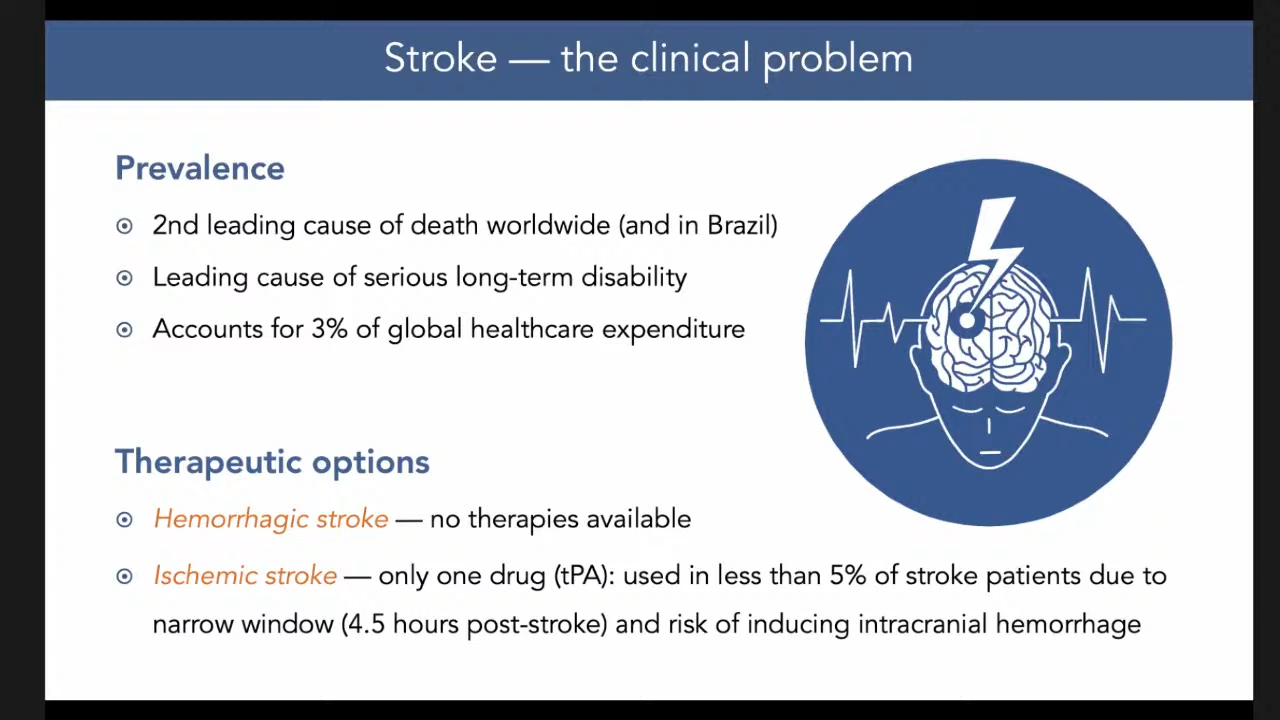 Stroke — the clinical problem
Prevalence
2nd leading cause of death worldwide (and in Brazil)
Leading cause of serious long-term disability
Accounts for 3% of global healthcare expenditure
Therapeutic options
Hemorrhagic stroke — no therapies available
Ischemic stroke — only one drug (tPA): used in less than 5% of stroke patients due to
narrow window (4.5 hours post-stroke) and risk of inducing intracranial hemorrhage